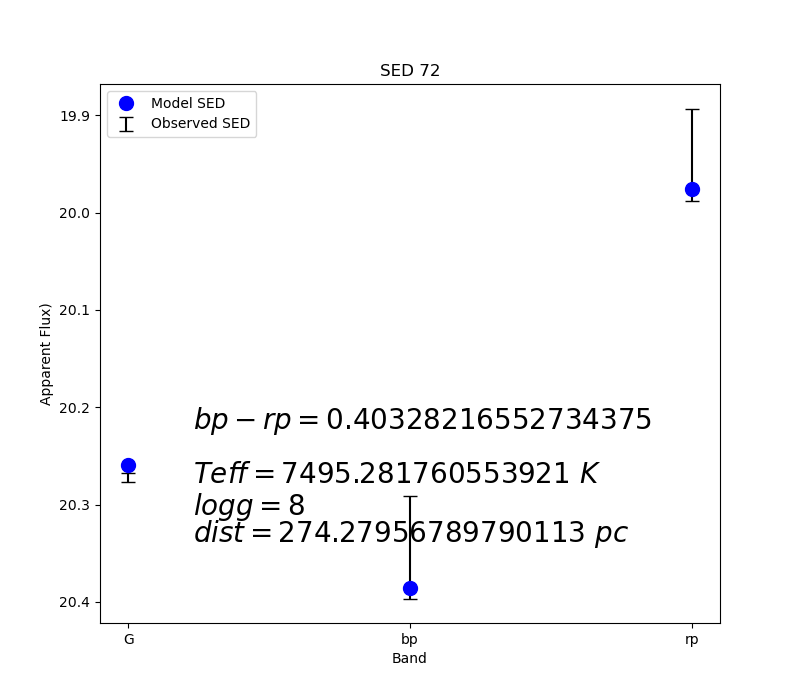 SED 72
Model SED
Observed SED
19.9
20.0
20.1
20.2
20.3
20.4
Apparent Flux)
bp − rp = 0.40328216552734375
Teff = 7495.281760553921 K
logg = 8
dist = 274.27956789790113 pc
G bp rp
Band